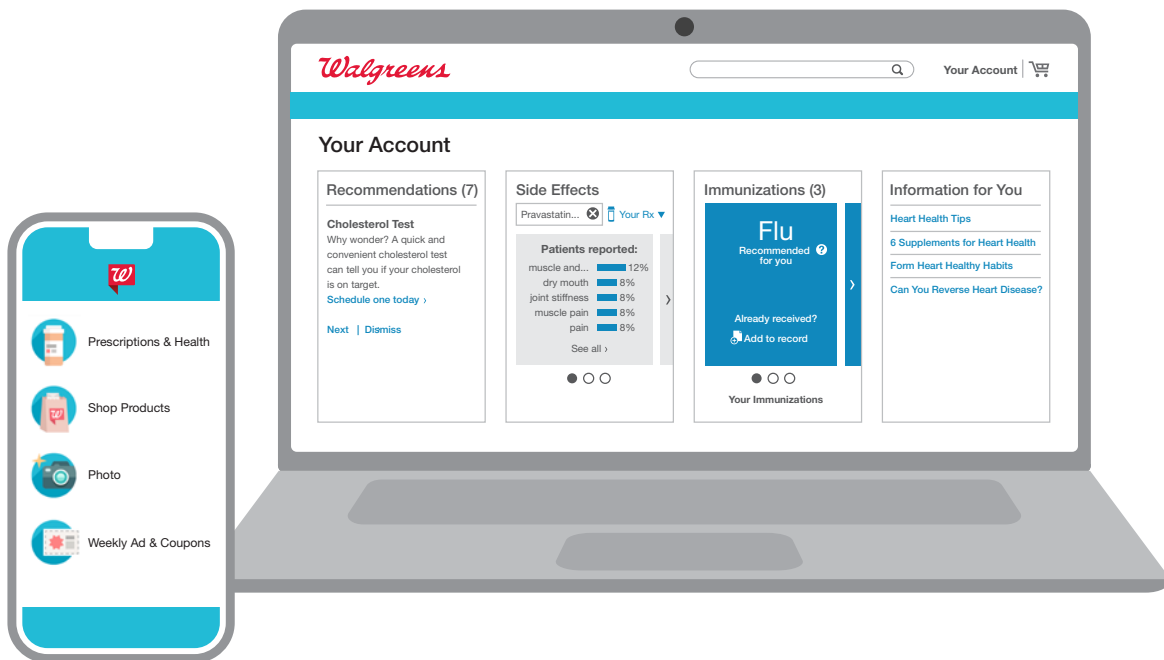 Walgreens
Your Account
Your Account
Recommendations (7)
Cholesterol Test
Why wonder? A quick and
convenient cholesterol test
can tell you if your cholesterol
is on target.
Schedule one today ›
Next | Dismiss
Side Effects
Pravastatin... Your Rx ▼
Patients reported:
muscle and... 12%
dry mouth 8%
joint stiffness 8%
muscle pain 8%
pain 8%
See all ›
›
Immunizations (3)
Flu
Recommended ?
for you
Already received?
Add to record
›
Your Immunizations
Information for You
Heart Health Tips
6 Supplements for Heart Health
Form Heart Healthy Habits
Can You Reverse Heart Disease?
W
Prescriptions & Health
W
Shop Products
Photo
Weekly Ad & Coupons